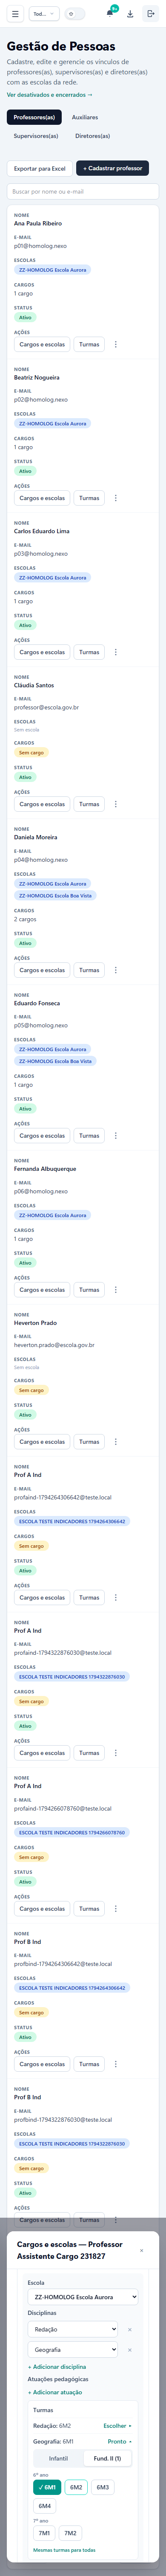 Tod...
9+
Gestão de Pessoas
Cadastre, edite e gerencie os vínculos de
professores(as), supervisores(as) e diretores(as)
com as escolas da rede.
Ver desativados e encerrados →
Professores(as)
Auxiliares
Supervisores(as)
Diretores(as)
Exportar para Excel
+ Cadastrar professor
Buscar por nome ou e-mail
NOME
Ana Paula Ribeiro
E-MAIL
p01@homolog.nexo
ESCOLAS
ZZ-HOMOLOG Escola Aurora
CARGOS
1 cargo
STATUS
Ativo
AÇÕES
Cargos e escolas
Turmas
NOME
Beatriz Nogueira
E-MAIL
p02@homolog.nexo
ESCOLAS
ZZ-HOMOLOG Escola Aurora
CARGOS
1 cargo
STATUS
Ativo
AÇÕES
Cargos e escolas
Turmas
NOME
Carlos Eduardo Lima
E-MAIL
p03@homolog.nexo
ESCOLAS
ZZ-HOMOLOG Escola Aurora
CARGOS
1 cargo
STATUS
Ativo
AÇÕES
Cargos e escolas
Turmas
NOME
Cláudia Santos
E-MAIL
professor@escola.gov.br
ESCOLAS
Sem escola
CARGOS
Sem cargo
STATUS
Ativo
AÇÕES
Cargos e escolas
Turmas
NOME
Daniela Moreira
E-MAIL
p04@homolog.nexo
ESCOLAS
ZZ-HOMOLOG Escola Aurora
ZZ-HOMOLOG Escola Boa Vista
CARGOS
2 cargos
STATUS
Ativo
AÇÕES
Cargos e escolas
Turmas
NOME
Eduardo Fonseca
E-MAIL
p05@homolog.nexo
ESCOLAS
ZZ-HOMOLOG Escola Aurora
ZZ-HOMOLOG Escola Boa Vista
CARGOS
1 cargo
STATUS
Ativo
AÇÕES
Cargos e escolas
Turmas
NOME
Fernanda Albuquerque
E-MAIL
p06@homolog.nexo
ESCOLAS
ZZ-HOMOLOG Escola Aurora
CARGOS
1 cargo
STATUS
Ativo
AÇÕES
Cargos e escolas
Turmas
NOME
Heverton Prado
E-MAIL
heverton.prado@escola.gov.br
ESCOLAS
Sem escola
CARGOS
Sem cargo
STATUS
Ativo
AÇÕES
Cargos e escolas
Turmas
NOME
Prof A Ind
E-MAIL
profaind-1794264306642@teste.local
ESCOLAS
ESCOLA TESTE INDICADORES 1794264306642
CARGOS
Sem cargo
STATUS
Ativo
AÇÕES
Cargos e escolas
Turmas
NOME
Prof A Ind
E-MAIL
profaind-1794322876030@teste.local
ESCOLAS
ESCOLA TESTE INDICADORES 1794322876030
CARGOS
Sem cargo
STATUS
Ativo
AÇÕES
Cargos e escolas
Turmas
NOME
Prof A Ind
E-MAIL
profaind-1794266078760@teste.local
ESCOLAS
ESCOLA TESTE INDICADORES 1794266078760
CARGOS
Sem cargo
STATUS
Ativo
AÇÕES
Cargos e escolas
Turmas
NOME
Prof B Ind
E-MAIL
profbind-1794264306642@teste.local
ESCOLAS
ESCOLA TESTE INDICADORES 1794264306642
CARGOS
Sem cargo
STATUS
Ativo
AÇÕES
Cargos e escolas
Turmas
NOME
Prof B Ind
E-MAIL
profbind-1794322876030@teste.local
ESCOLAS
ESCOLA TESTE INDICADORES 1794322876030
CARGOS
Sem cargo
STATUS
Ativo
AÇÕES
Cargos e escolas
Turmas
Cargos e escolas — Professor
Assistente Cargo 231827
Escola
ZZ-HOMOLOG Escola Aurora
Disciplinas
Redação
Geografia
+ Adicionar disciplina
Atuações pedagógicas
+ Adicionar atuação
Turmas
Redação: 6M2
Escolher
Geografia: 6M1
Pronto
Infantil
Fund. II (1)
6º ano
✓ 6M1
6M2
6M3
6M4
7º ano
7M1
7M2
Mesmas turmas para todas